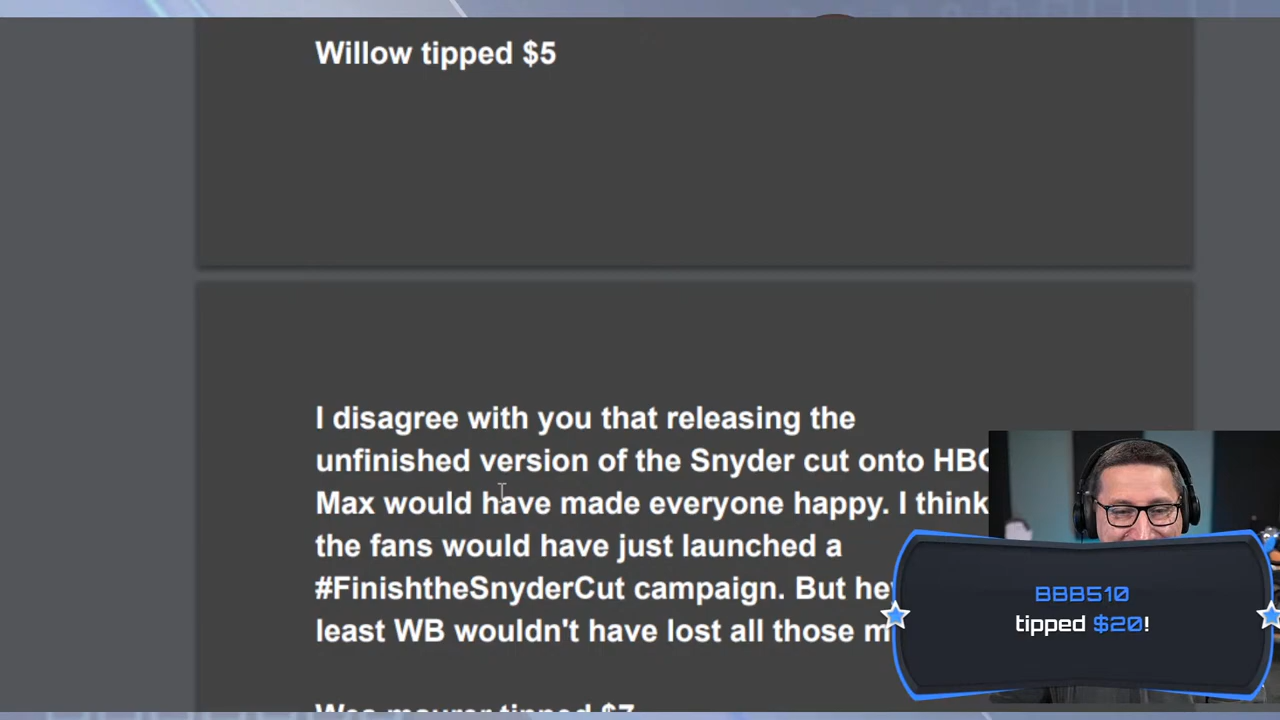 Willow tipped $5
I disagree with you that releasing the
unfinished version of the Snyder cut onto
Max would have made everyone happy. I think
the fans would have just launched a
#FinishtheSnyderCut campaign. But
least WB wouldn't have lost all those
tipped $7
BBB510
tipped $20!